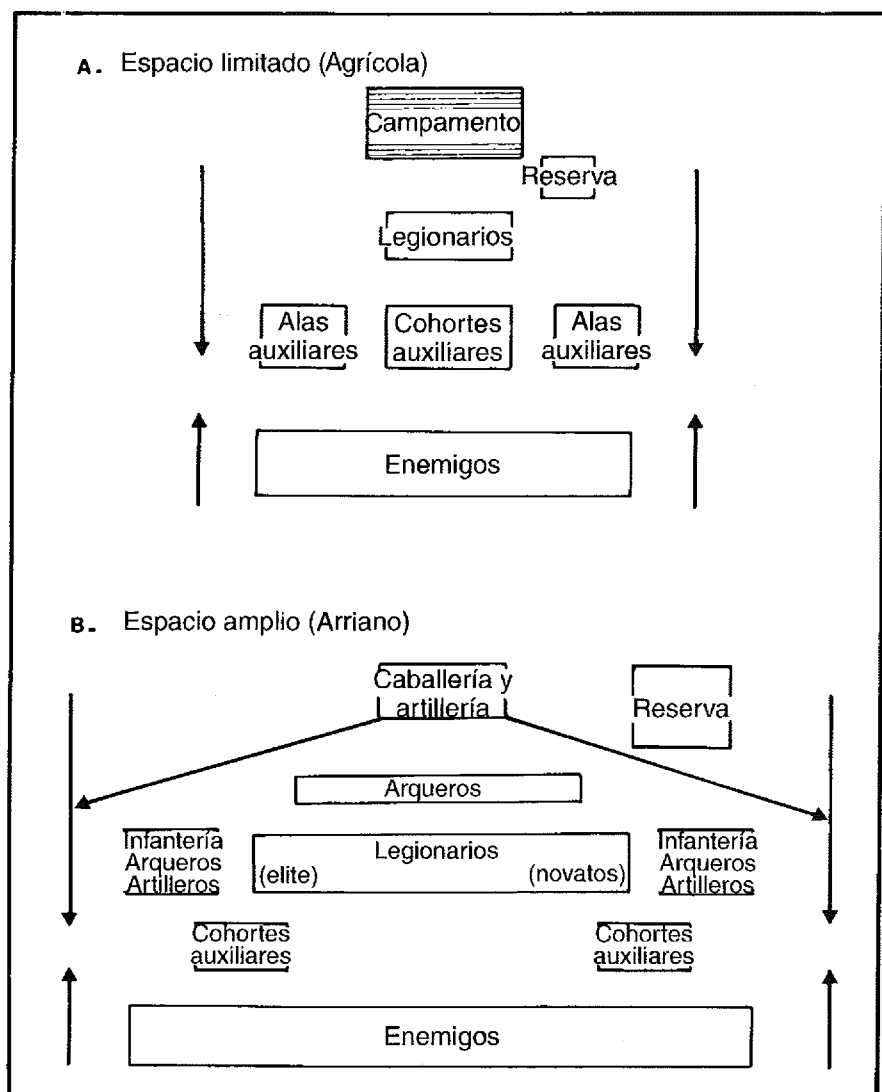 A. Espacio limitado (Agrícola)
Campamento
Reserva
Legionarios
Alas
auxiliares
Cohortes
auxiliares
Alas
auxiliares
Enemigos
B. Espacio amplio (Arriano)
Caballería y
artillería
Reserva
Arqueros
Infantería
Arqueros
Artilleros
Legionarios
(elite) (novatos)
Infantería
Arqueros
Artilleros
Cohortes
auxiliares
Cohortes
auxiliares
Enemigos